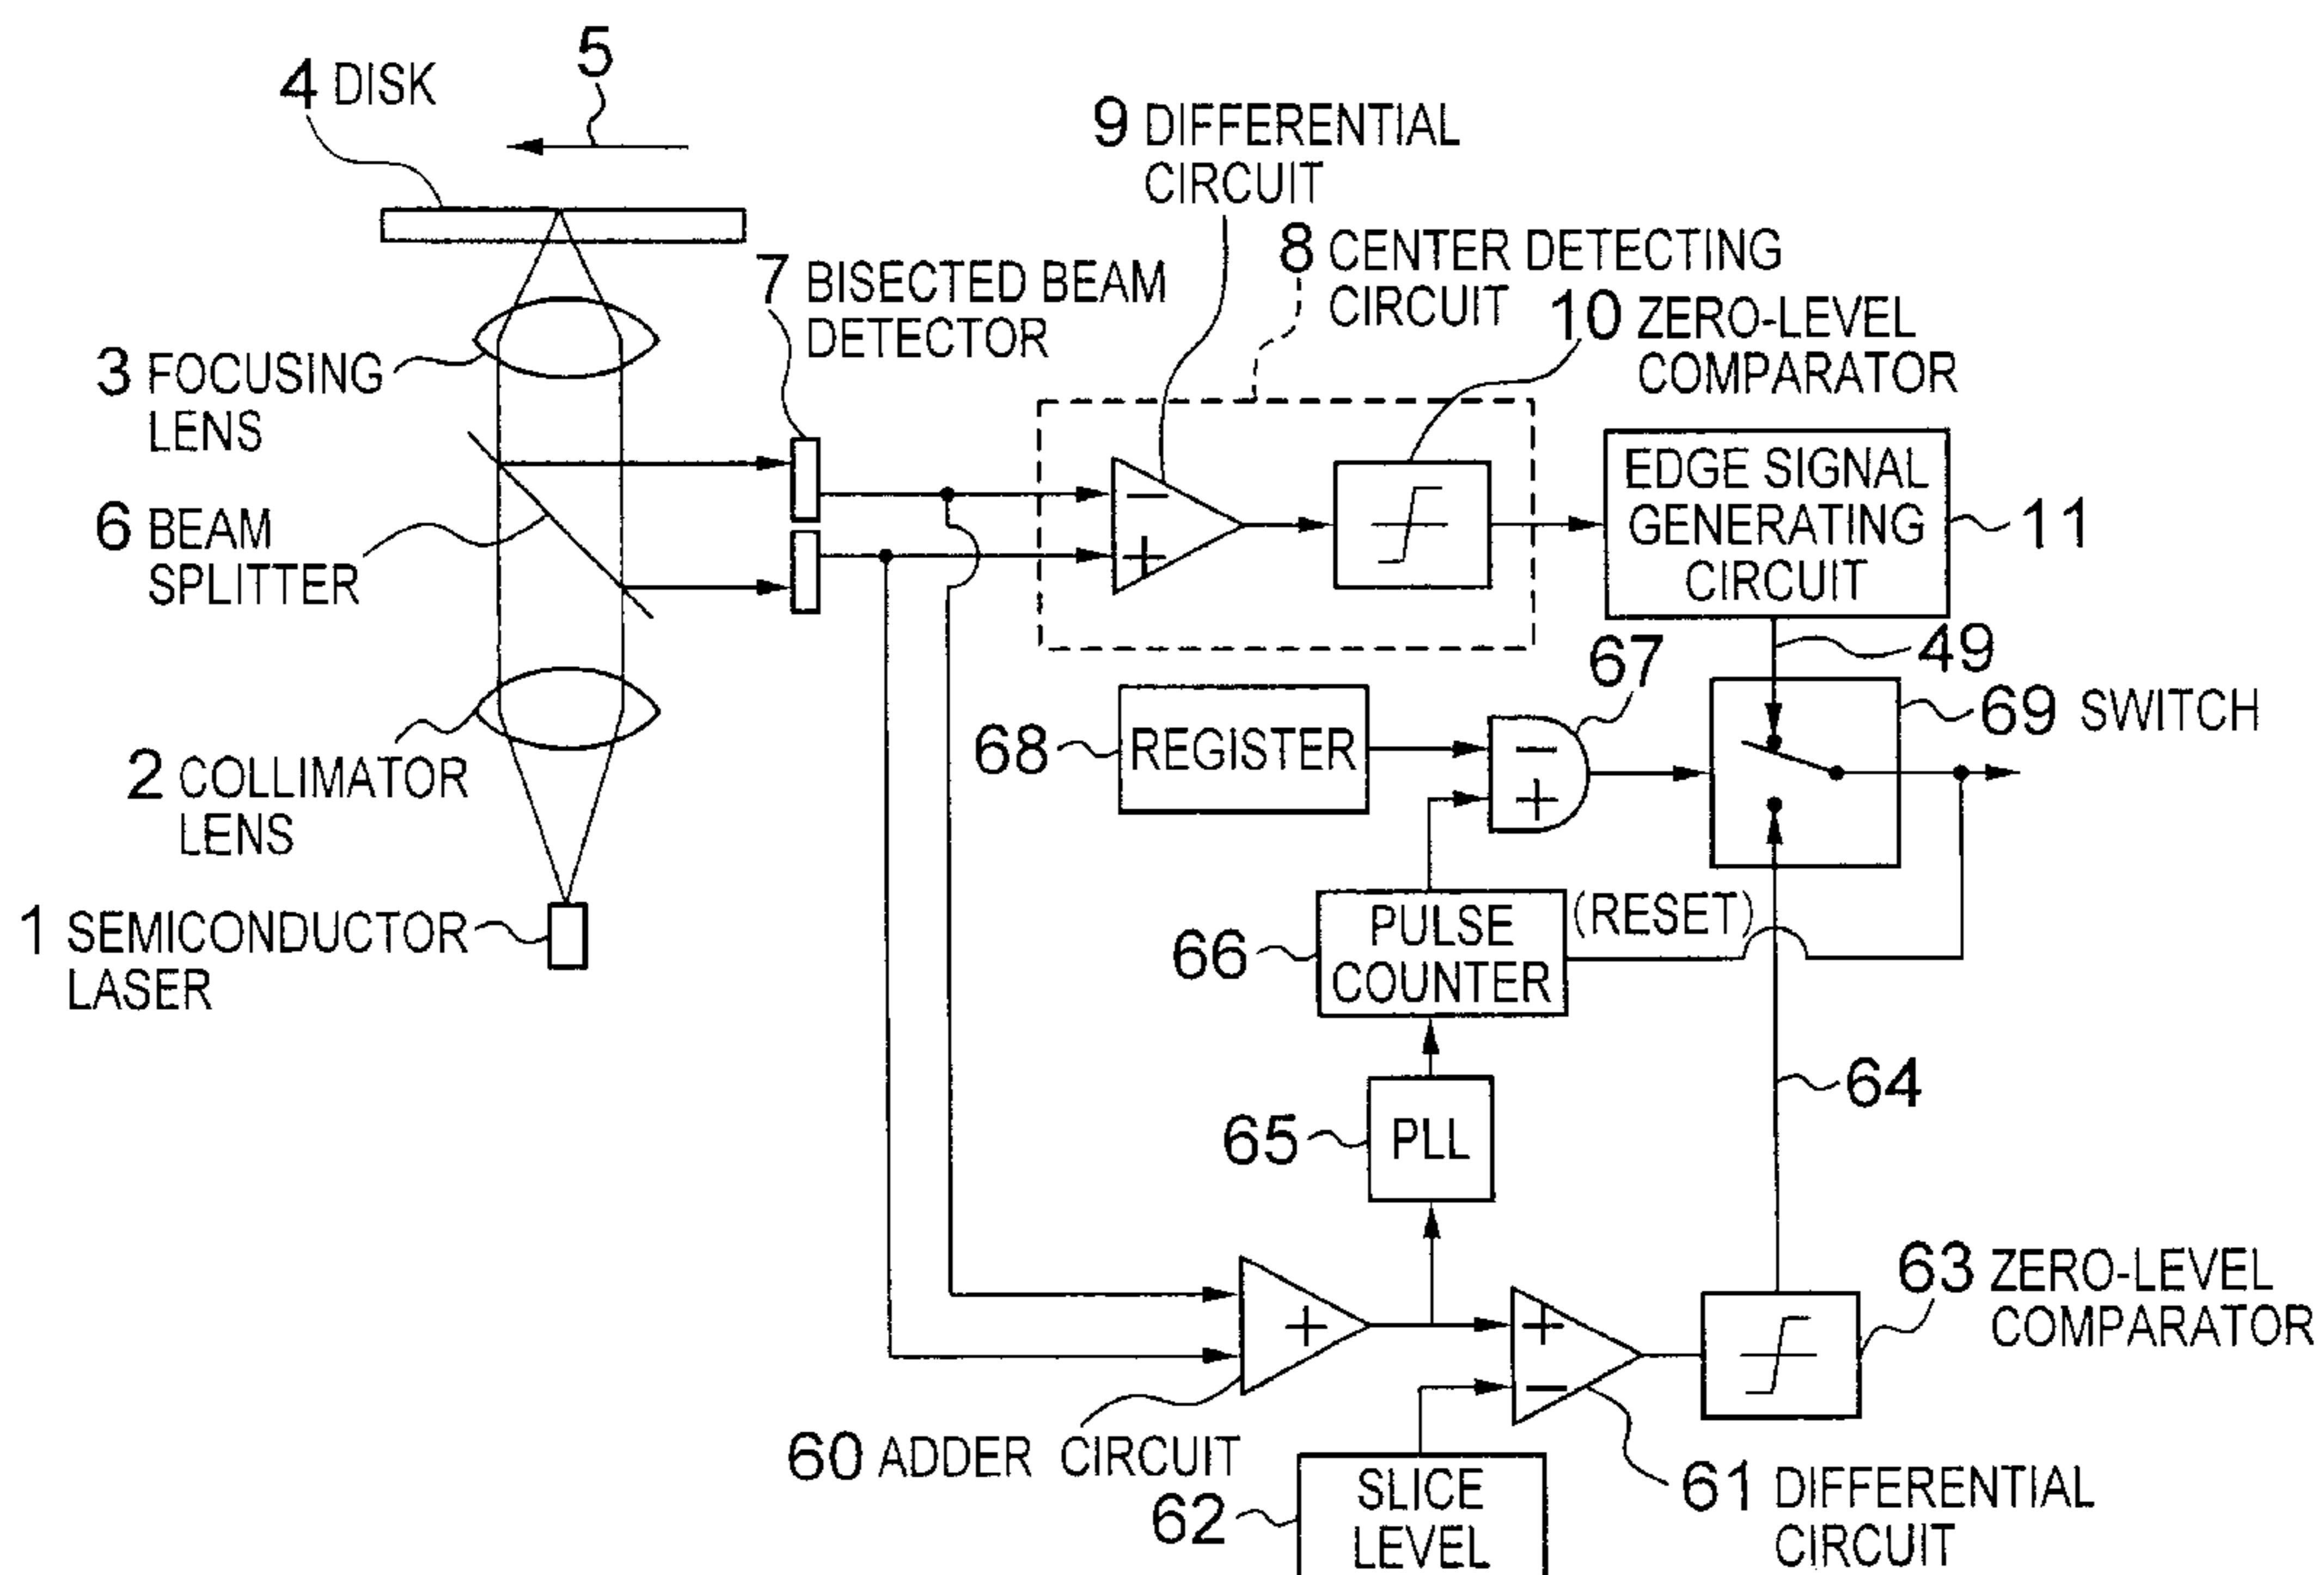 5
4 DISK
9 DIFFERENTIAL
CIRCUIT
8 CENTER DETECTING
CIRCUIT
7 BISECTED BEAM
DETECTOR
10 ZERO-LEVEL
COMPARATOR
3 FOCUSING
LENS
EDGE SIGNAL
GENERATING
CIRCUIT
11
6 BEAM
SPLITTER
−
+
49
67
69 SWITCH
68
REGISTER
−
+
2 COLLIMATOR
LENS
1 SEMICONDUCTOR
LASER
66
PULSE
COUNTER
(RESET)
64
65
PLL
63 ZERO-LEVEL
COMPARATOR
+
+
−
60 ADDER CIRCUIT
61 DIFFERENTIAL
CIRCUIT
62
SLICE
LEVEL